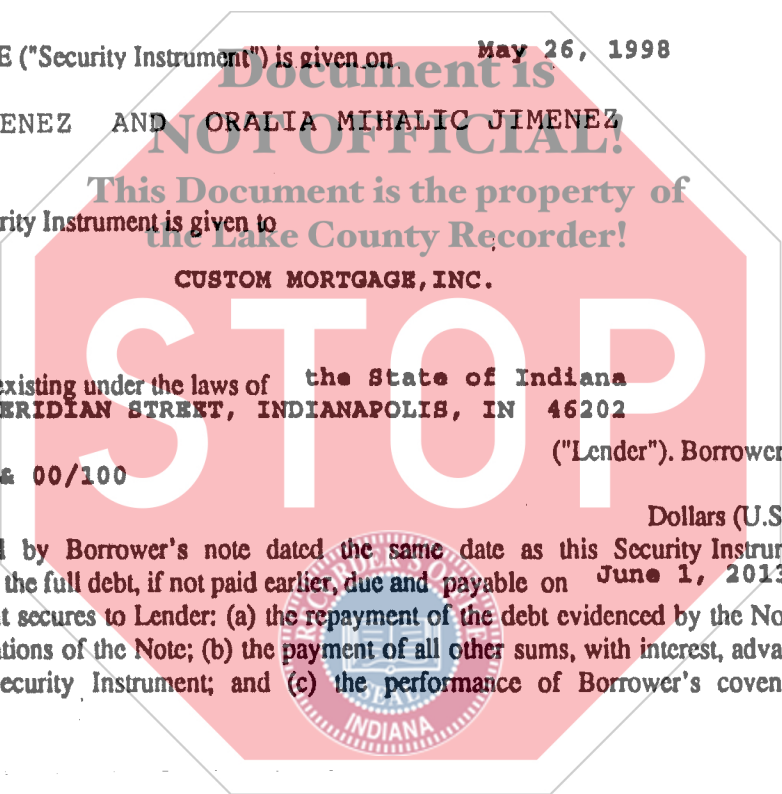 E ("Security Instrument") is given on May 26, 1998
Document is
ENEZ AND ORALIA MIHALIC JIMENEZ
NOT OFFICIAL!
This Document is the property of
rity Instrument is given to
the Lake County Recorder!
CUSTOM MORTGAGE, INC.
STOP
existing under the laws of the State of Indiana
ERIDIAN STREET, INDIANAPOLIS, IN 46202
("Lender"). Borrower
& 00/100
Dollars (U.S
d by Borrower's note dated the same date as this Security Instrum
the full debt, if not paid earlier, due and payable on June 1, 2013
t secures to Lender: (a) the repayment of the debt evidenced by the No
ations of the Note; (b) the payment of all other sums, with interest, adva
ecurity Instrument; and (c) the performance of Borrower's coven
RECORDER'S OFFICE
SEAL
INDIANA